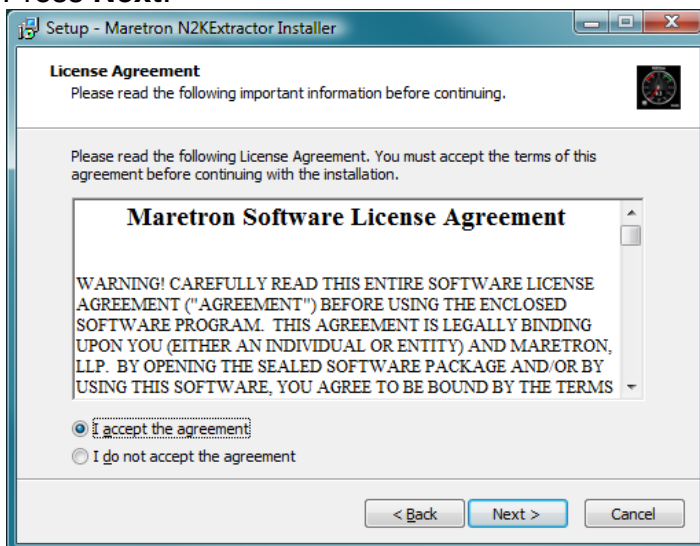 Press Next.
Setup - Maretron N2KExtractor Installer
License Agreement
Please read the following important information before continuing.
Please read the following License Agreement. You must accept the terms of this
agreement before continuing with the installation.
Maretron Software License Agreement
WARNING! CAREFULLY READ THIS ENTIRE SOFTWARE LICENSE
AGREEMENT ("AGREEMENT") BEFORE USING THE ENCLOSED
SOFTWARE PROGRAM. THIS AGREEMENT IS LEGALLY BINDING
UPON YOU (EITHER AN INDIVIDUAL OR ENTITY) AND MARETRON,
LLP. BY OPENING THE SEALED SOFTWARE PACKAGE AND/OR BY
USING THIS SOFTWARE, YOU AGREE TO BE BOUND BY THE TERMS
I accept the agreement
I do not accept the agreement
< Back Next > Cancel